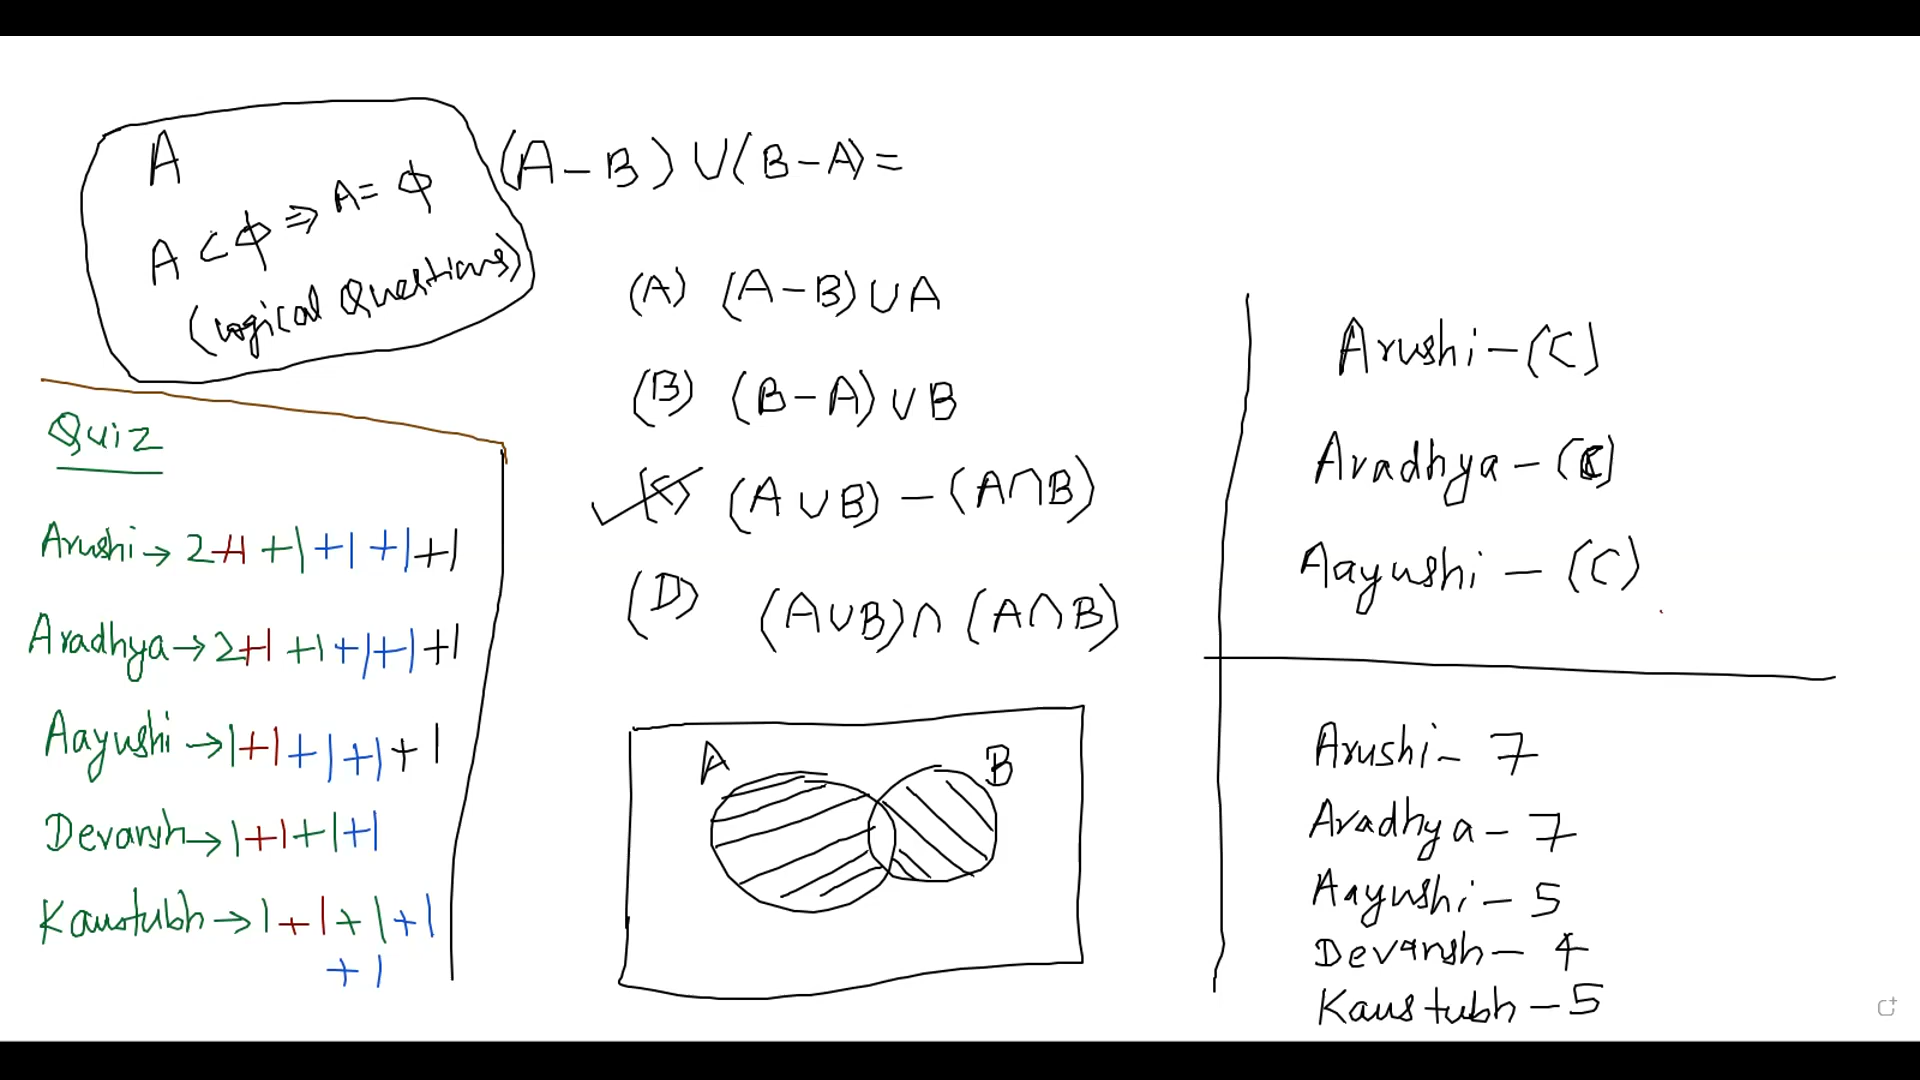 A
A ⊂ ϕ ⇒ A = ϕ
(Logical Questions)
(A-B) ∪ (B-A) =
(A) (A-B) ∪ A
(B) (B-A) ∪ B
(C) (A ∪ B) - (A ∩ B)
(D) (A ∪ B) ∩ (A ∩ B)
A
B
Quiz
Arushi → 2+1+1+1+1+1
Aradhya → 2+1+1+1+1+1
Aayushi → 1+1+1+1+1
Devansh → 1+1+1+1
Kaustubh → 1+1+1+1
+1
Arushi - (C)
Aradhya - (C)
Aayushi - (C)
Arushi - 7
Aradhya - 7
Aayushi - 5
Devansh - 4
Kaustubh - 5